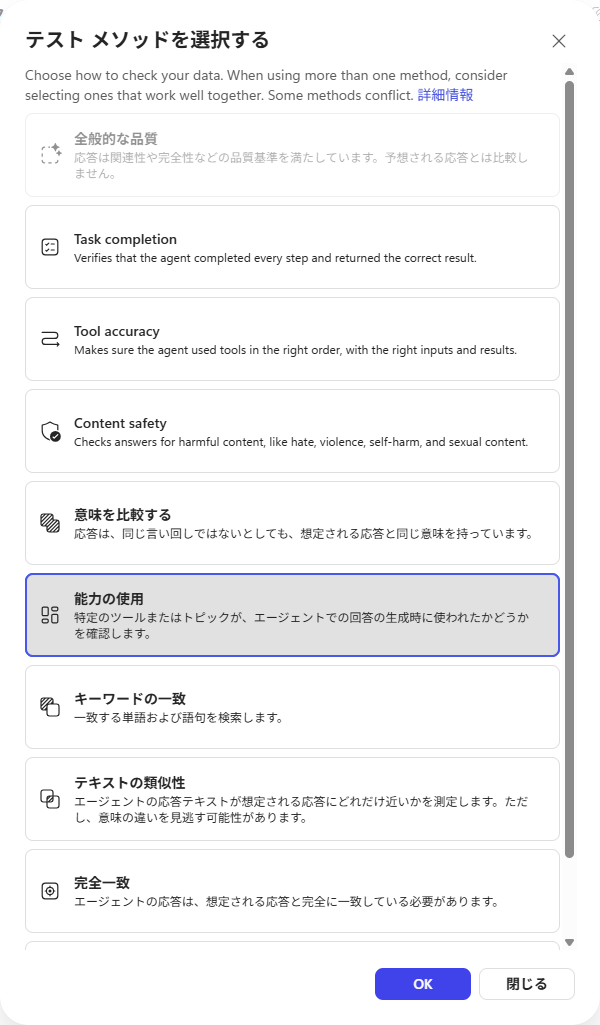 テスト メソッドを選択する
Choose how to check your data. When using more than one method, consider
selecting ones that work well together. Some methods conflict. 詳細情報
全般的な品質
応答は関連性や完全性などの品質基準を満たしています。予想される応答とは比較し
ません。
Task completion
Verifies that the agent completed every step and returned the correct result.
Tool accuracy
Makes sure the agent used tools in the right order, with the right inputs and results.
Content safety
Checks answers for harmful content, like hate, violence, self-harm, and sexual content.
意味を比較する
応答は、同じ言い回しではないとしても、想定される応答と同じ意味を持っています。
能力の使用
特定のツールまたはトピックが、エージェントでの回答の生成時に使われたかどうか
を確認します。
キーワードの一致
一致する単語および語句を検索します。
テキストの類似性
エージェントの応答テキストが想定される応答にどれだけ近いかを測定します。ただ
し、意味の違いを見逃す可能性があります。
完全一致
エージェントの応答は、想定される応答と完全に一致している必要があります。
OK
閉じる